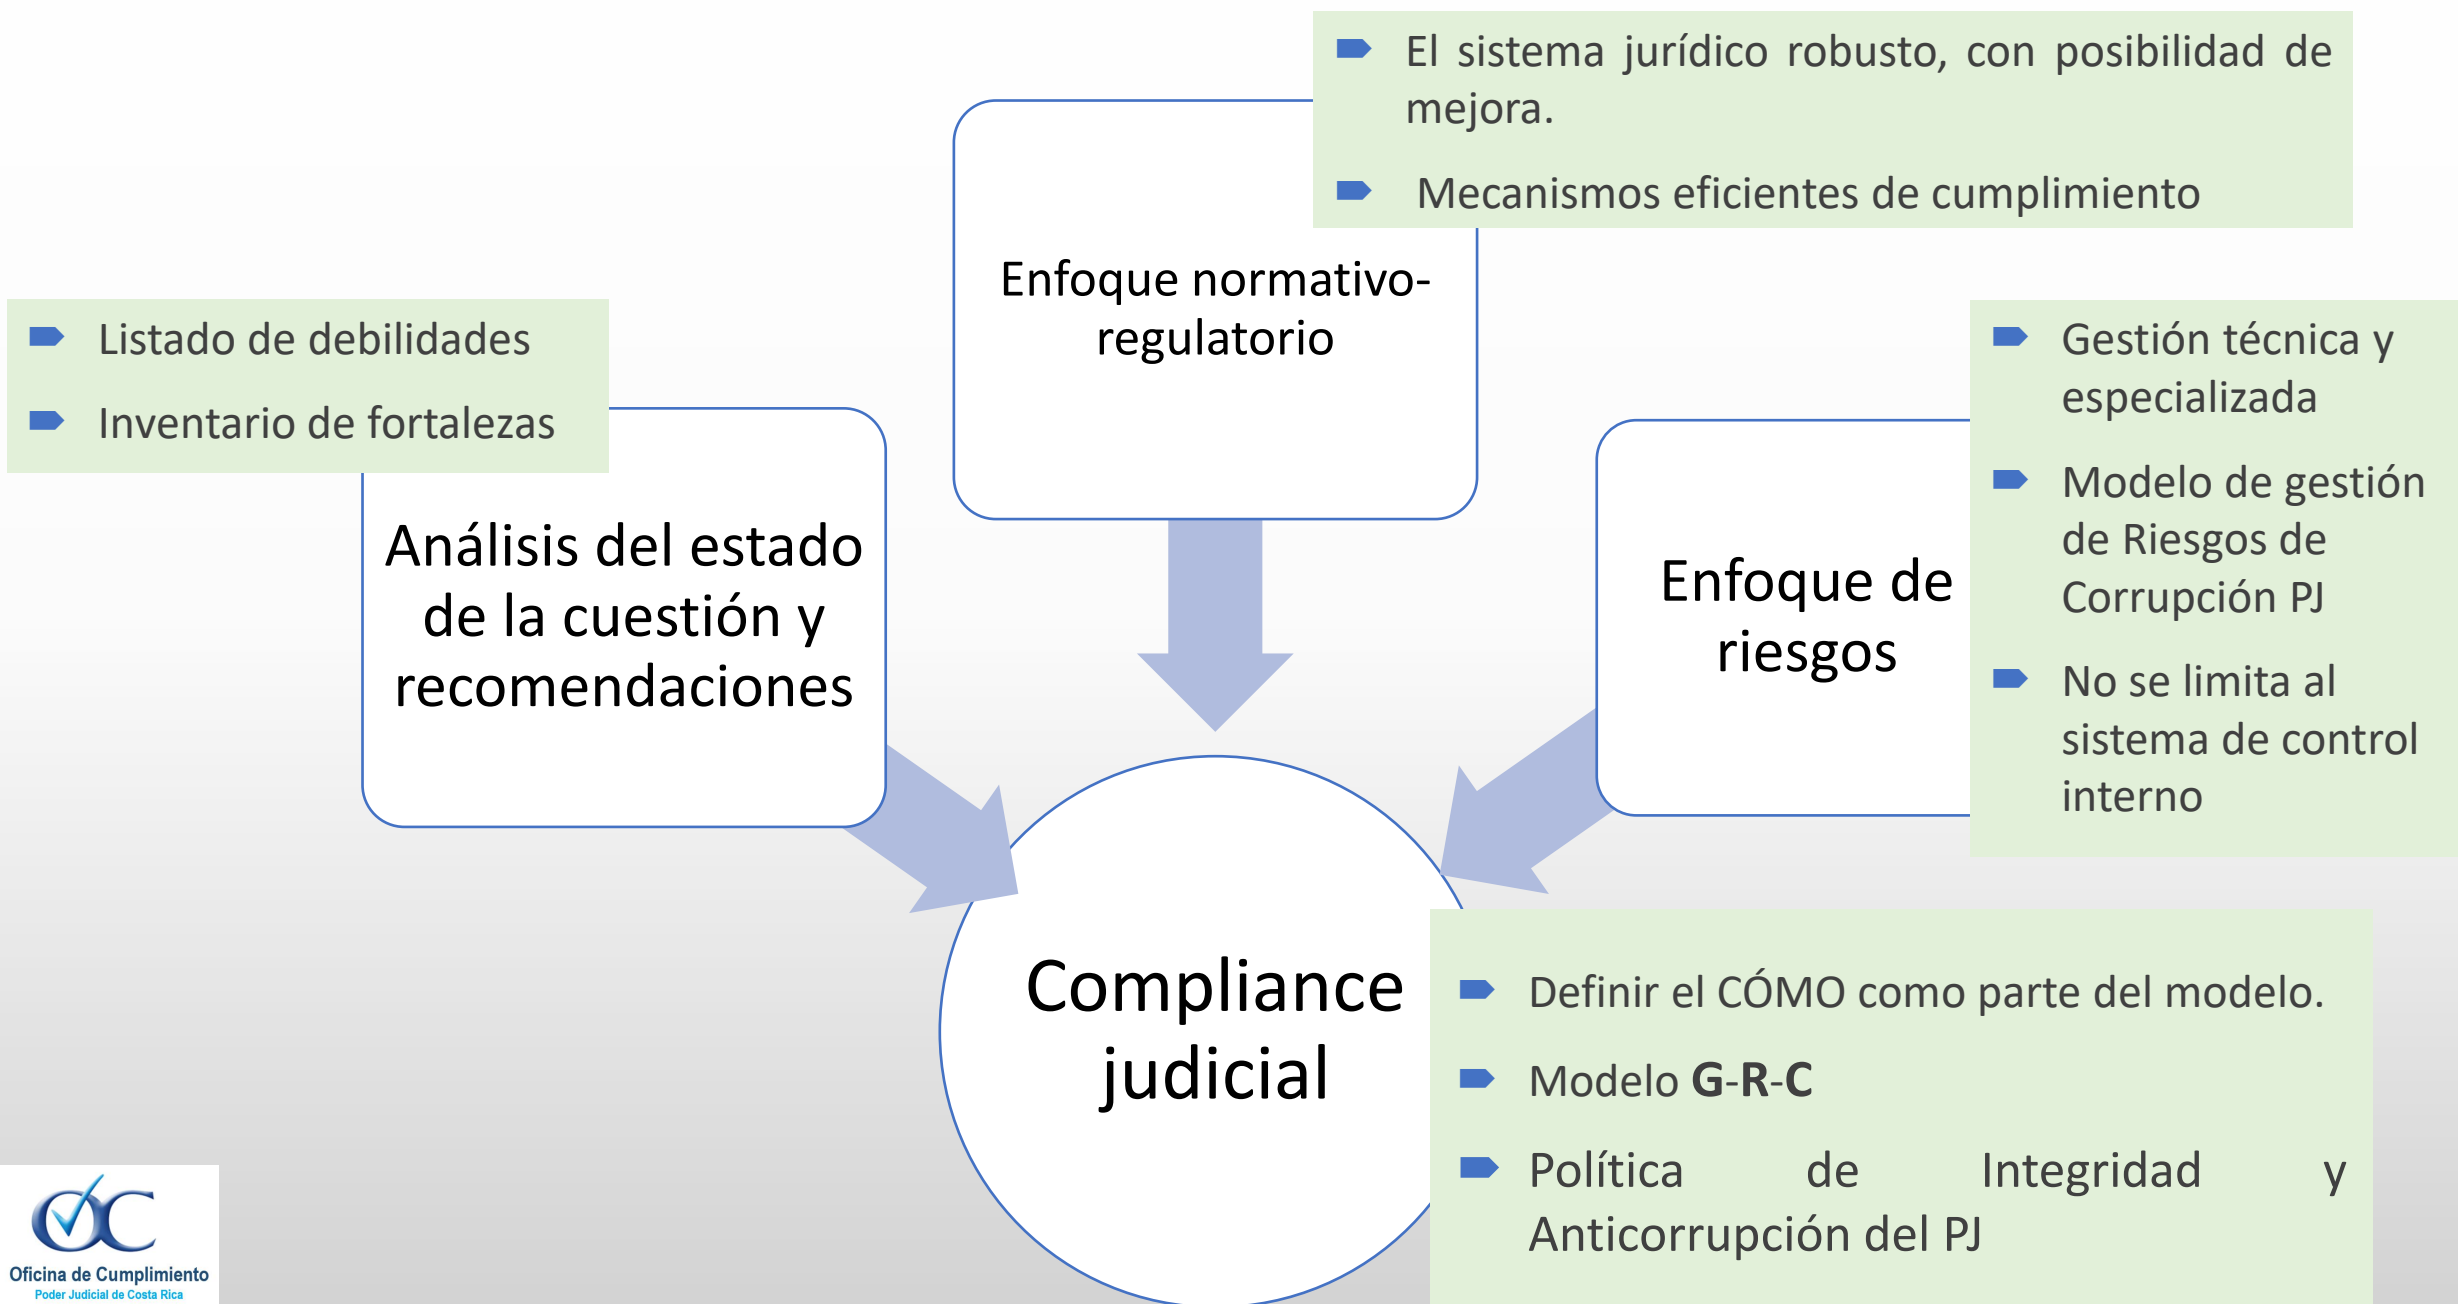 El sistema jurídico robusto, con posibilidad de
mejora.
Mecanismos eficientes de cumplimiento
Enfoque normativo-
regulatorio
Listado de debilidades
Inventario de fortalezas
Análisis del estado
de la cuestión y
recomendaciones
Enfoque de
riesgos
Gestión técnica y
especializada
Modelo de gestión
de Riesgos de
Corrupción PJ
No se limita al
sistema de control
interno
Compliance
judicial
Definir el CÓMO como parte del modelo.
Modelo G-R-C
Política de Integridad y
Anticorrupción del PJ
OC
Oficina de Cumplimiento
Poder Judicial de Costa Rica